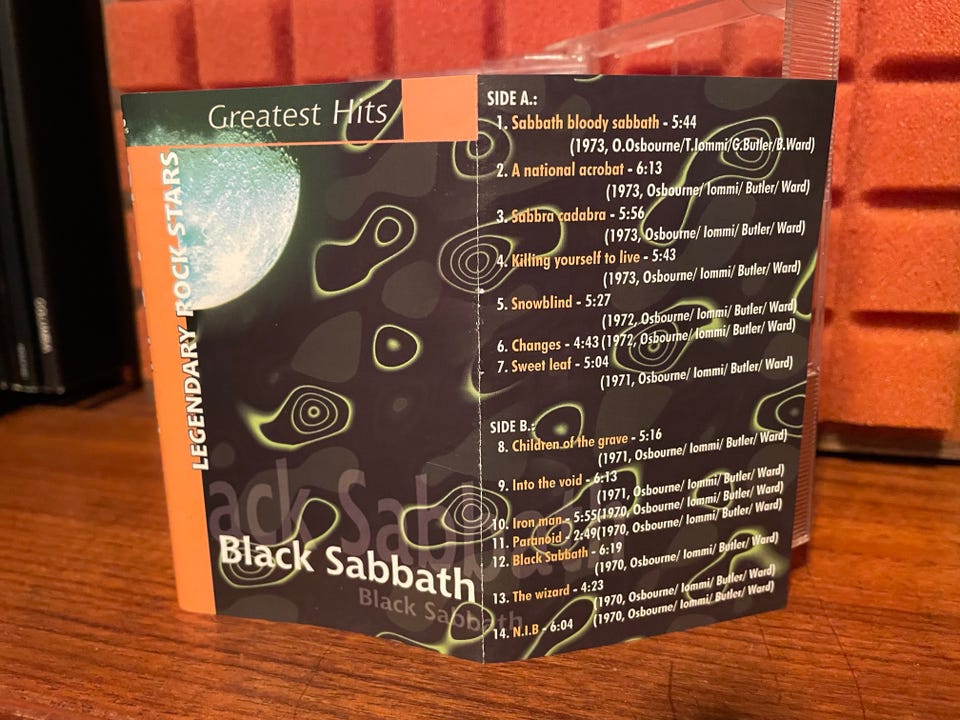 Greatest Hits
LEGENDARY ROCK STARS
ack Sabbath
Black Sabbath
Black Sabbath
SIDE A.:
1. Sabbath bloody sabbath - 5:44
(1973, O.Osbourne/T.Iommi/G.Butler/B.Ward)
2. A national acrobat - 6:13
(1973, Osbourne/ Iommi/ Butler/ Ward)
3. Sabbra cadabra - 5:56
(1973, Osbourne/ Iommi/ Butler/ Ward)
4. Killing yourself to live - 5:43
(1973, Osbourne/ Iommi/ Butler/ Ward)
5. Snowblind - 5:27
(1972, Osbourne/ Iommi/ Butler/ Ward)
6. Changes - 4:43 (1972, Osbourne/ Iommi/ Butler/ Ward)
7. Sweet leaf - 5:04
(1971, Osbourne/ Iommi/ Butler/ Ward)
SIDE B.:
8. Children of the grave - 5:16
(1971, Osbourne/ Iommi/ Butler/ Ward)
9. Into the void - 6:13
(1971, Osbourne/ Iommi/ Butler/ Ward)
10. Iron man - 5:55(1970, Osbourne/ Iommi/ Butler/ Ward)
11. Paranoid - 2:49(1970, Osbourne/ Iommi/ Butler/ Ward)
12. Black Sabbath - 6:19
(1970, Osbourne/ Iommi/ Butler/ Ward)
13. The wizard - 4:23
(1970, Osbourne/ Iommi/ Butler/ Ward)
(1970, Osbourne/ Iommi/ Butler/ Ward)
14. N.I.B - 6:04